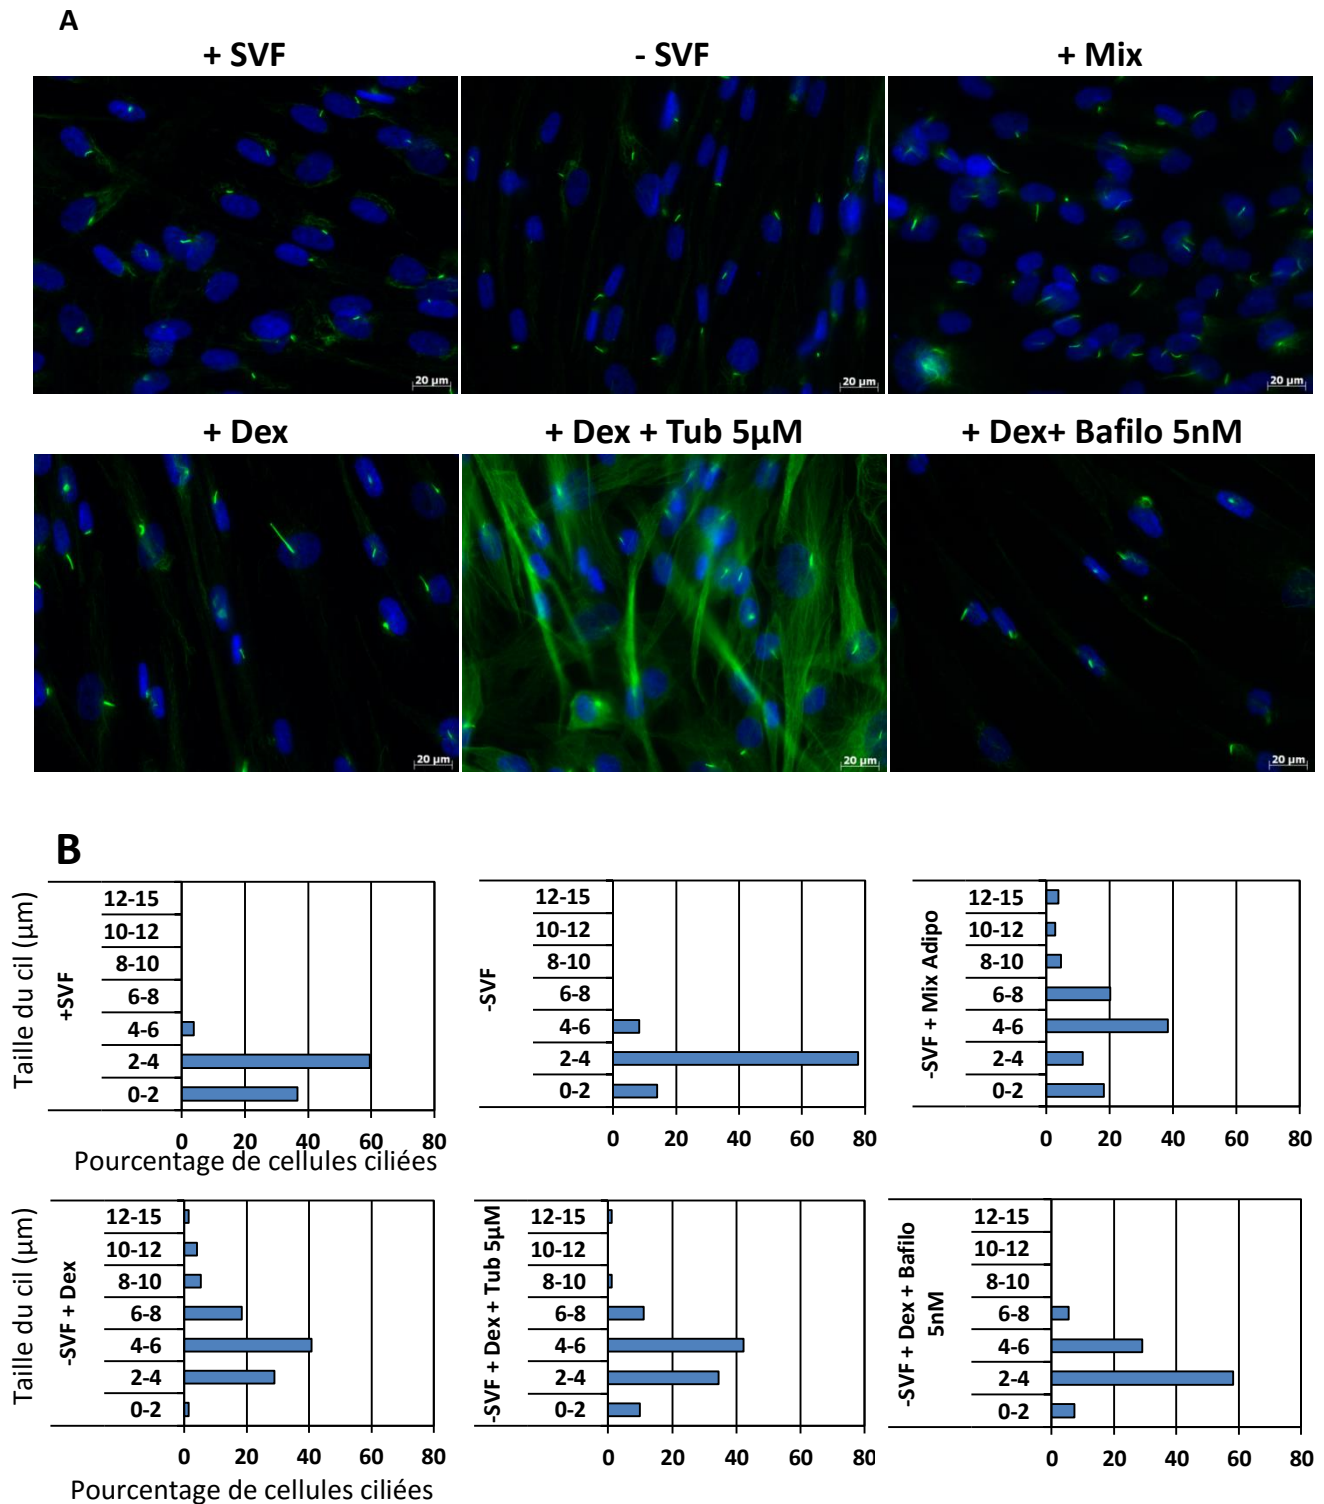 A
+ SVF
- SVF
+ Mix
20 µm
20 µm
20 µm
+ Dex
+ Dex + Tub 5µM
+ Dex+ Bafilo 5nM
20 µm
20 µm
20 µm
B
Taille du cil (µm)
+SVF
12-15
10-12
8-10
6-8
4-6
2-4
0-2
0 20 40 60 80
Pourcentage de cellules ciliées
-SVF
12-15
10-12
8-10
6-8
4-6
2-4
0-2
0 20 40 60 80
-SVF + Mix Adipo
12-15
10-12
8-10
6-8
4-6
2-4
0-2
0 20 40 60 80
Taille du cil (µm)
-SVF + Dex
12-15
10-12
8-10
6-8
4-6
2-4
0-2
0 20 40 60 80
Pourcentage de cellules ciliées
-SVF + Dex + Tub 5µM
12-15
10-12
8-10
6-8
4-6
2-4
0-2
0 20 40 60 80
-SVF + Dex + Bafilo
5nM
12-15
10-12
8-10
6-8
4-6
2-4
0-2
0 20 40 60 80